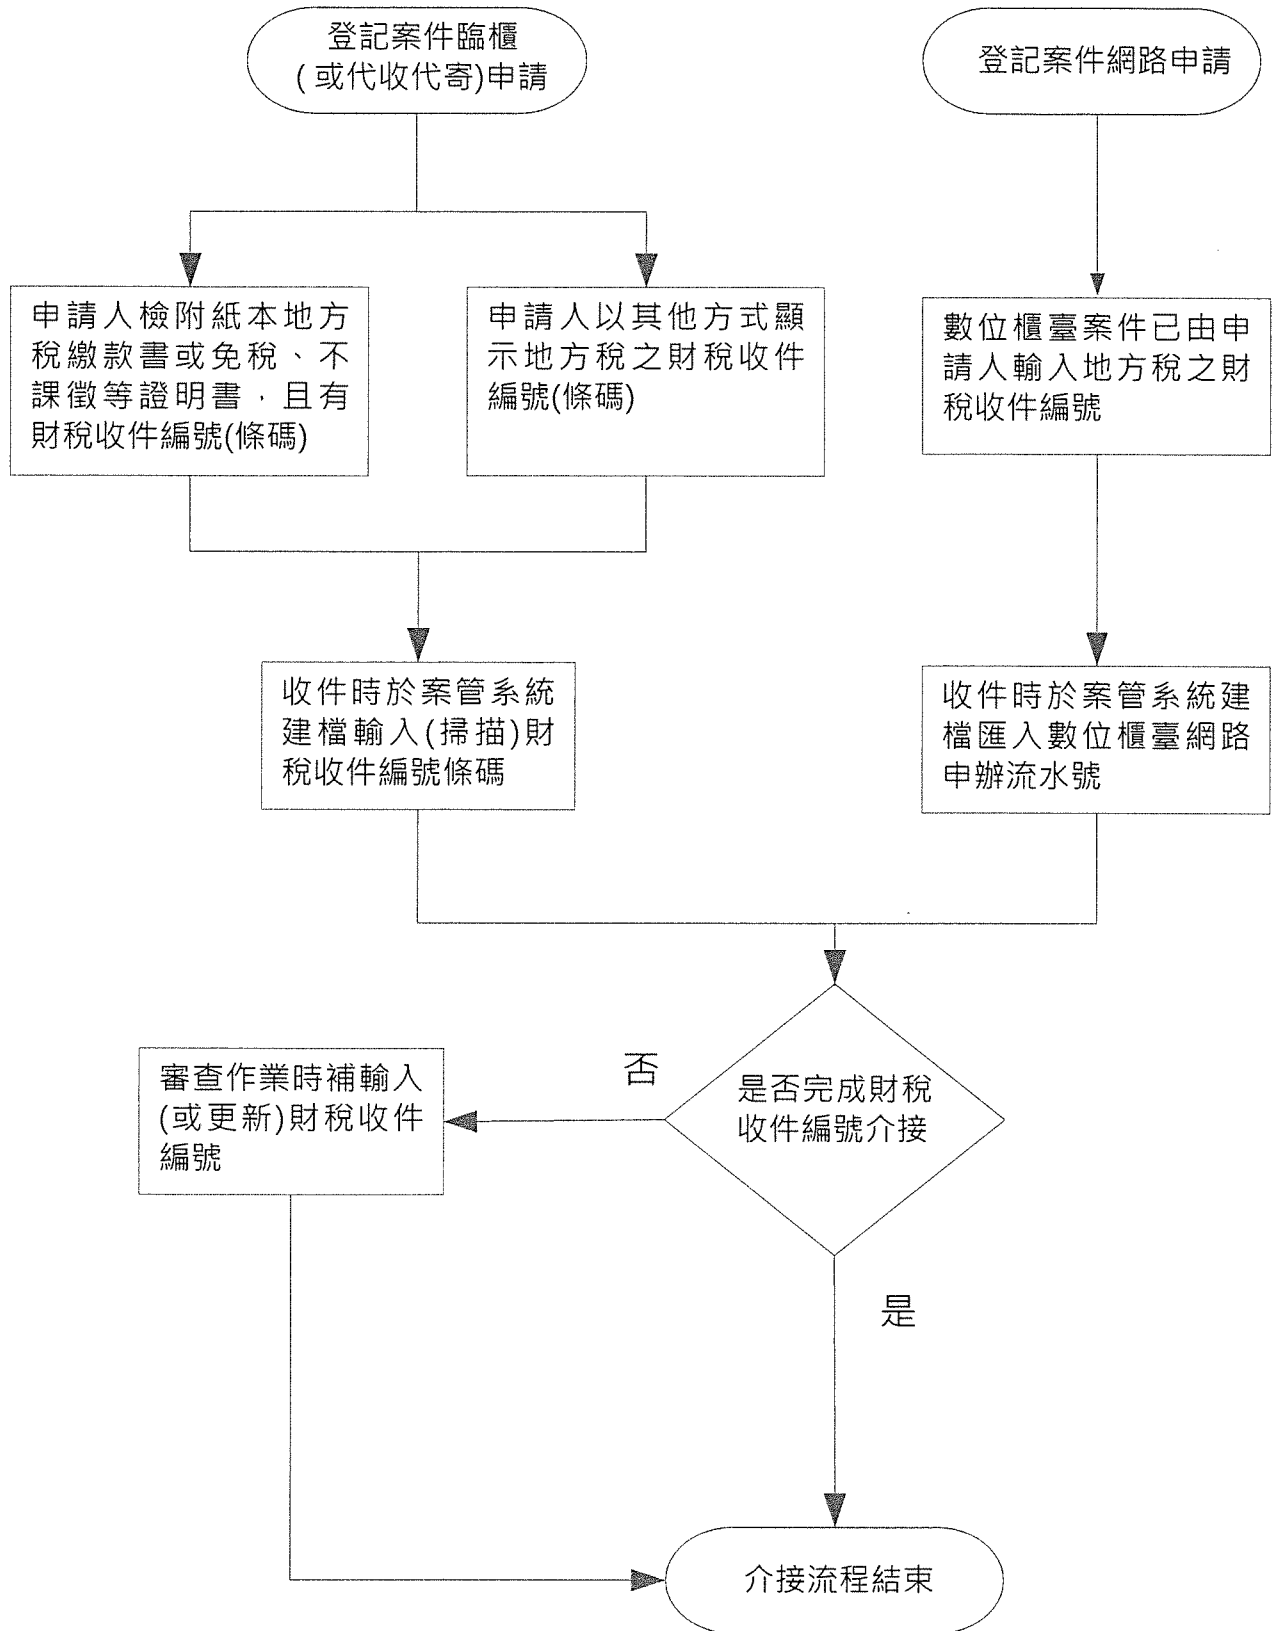 登記案件臨櫃
(或代收代寄)申請
登記案件網路申請
申請人檢附紙本地方
稅繳款書或免稅、不
課徵等證明書，且有
財稅收件編號(條碼)
申請人以其他方式顯
示地方稅之財稅收件
編號(條碼)
數位櫃臺案件已由申
請人輸入地方稅之財
稅收件編號
收件時於案管系統
建檔輸入(掃描)財
稅收件編號條碼
收件時於案管系統建
檔匯入數位櫃臺網路
申辦流水號
是否完成財稅
收件編號介接
否
審查作業時補輸入
(或更新)財稅收件
編號
是
介接流程結束